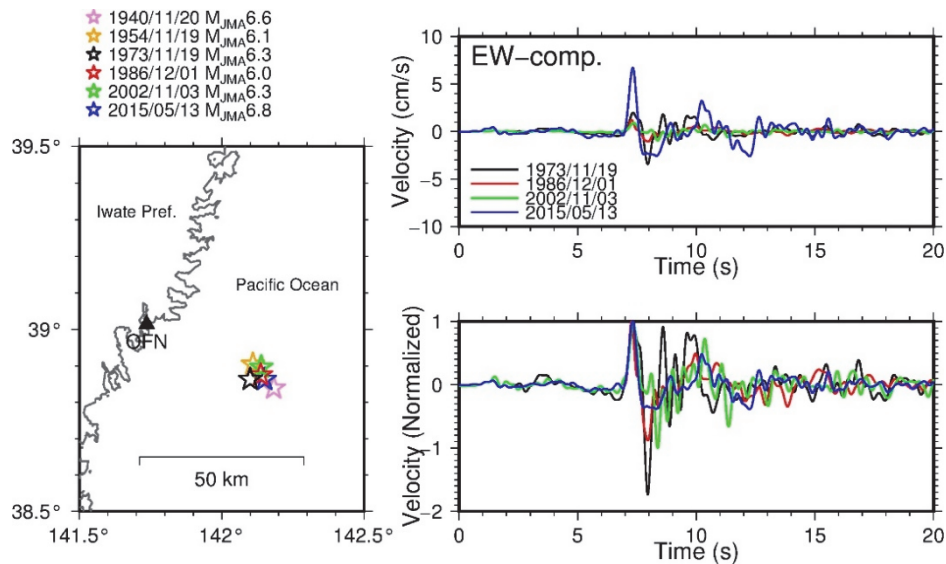 1940/11/20 MJMA6.6
1954/11/19 MJMA6.1
1973/11/19 MJMA6.3
1986/12/01 MJMA6.0
2002/11/03 MJMA6.3
2015/05/13 MJMA6.8
39.5°
Iwate Pref.
Pacific Ocean
39°
OFN
50 km
38.5°
141.5°
142°
142.5°
10
EW-comp.
5
0
-5
-10
Velocity (cm/s)
1973/11/19
1986/12/01
2002/11/03
2015/05/13
0 5 10 15 20
Time (s)
1
0
-1
-2
Velocity (Normalized)
0 5 10 15 20
Time (s)